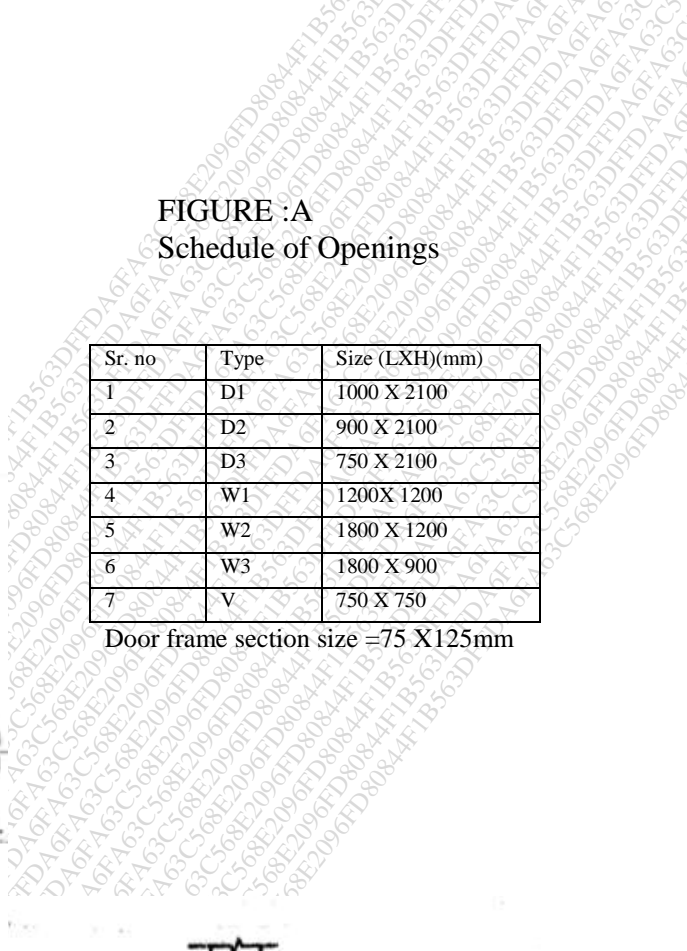 FIGURE :A
Schedule of Openings
Sr. no Type Size (LXH)(mm)
1 D1 1000 X 2100
2 D2 900 X 2100
3 D3 750 X 2100
4 W1 1200X 1200
5 W2 1800 X 1200
6 W3 1800 X 900
7 V 750 X 750
Door frame section size =75 X125mm